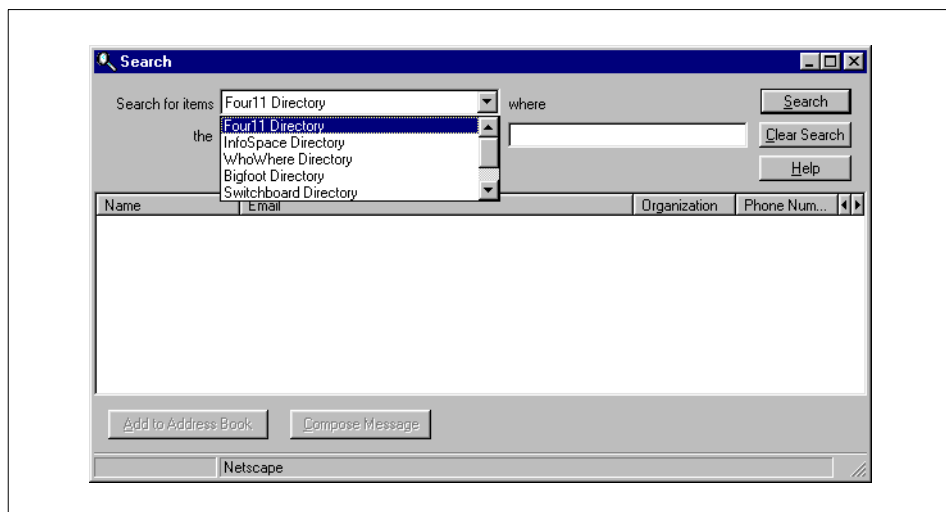 Search
Search for items Four11 Directory where Search
the Four11 Directory Clear Search
InfoSpace Directory
WhoWhere Directory
Bigfoot Directory Help
Switchboard Directory
Name Email Organization Phone Num...
Add to Address Book Compose Message
Netscape